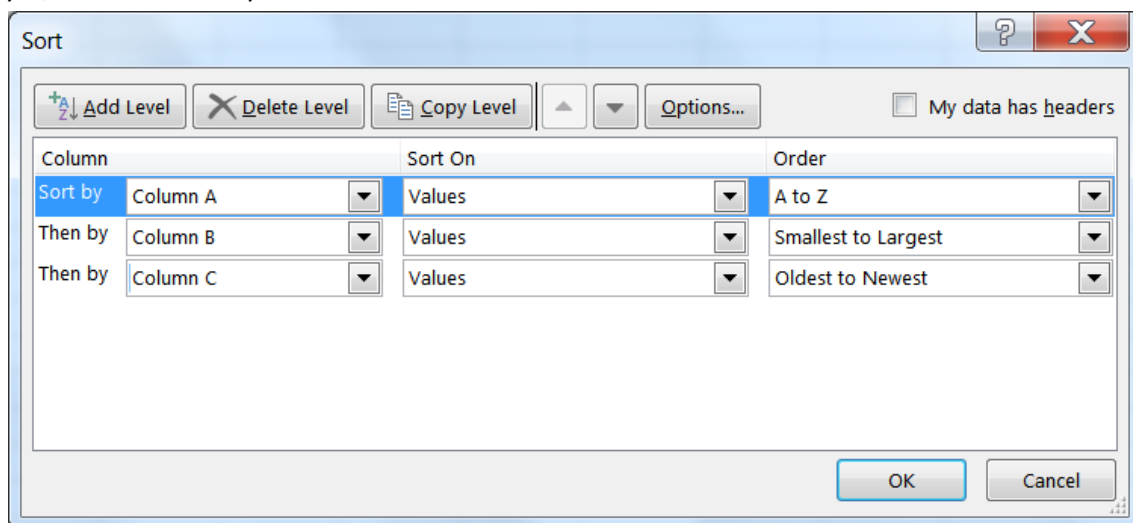 Sort
Add Level Delete Level Copy Level Options... My data has headers
Column Sort On Order
Sort by Column A Values A to Z
Then by Column B Values Smallest to Largest
Then by Column C Values Oldest to Newest
OK Cancel